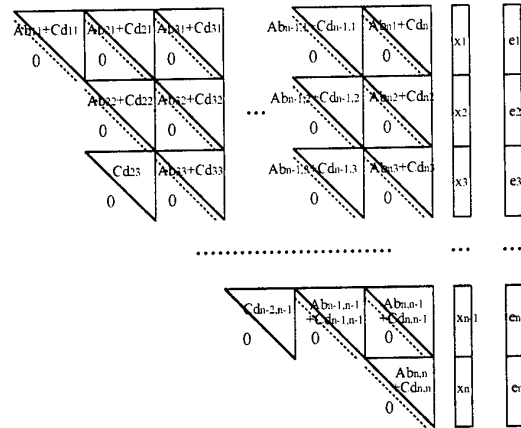 Ab11+Cd11 Ab21+Cd21 Ab31+Cd31 Abn-1,1+Cdn-1,1 Abn1+Cdn x1 e1
0 0 0 0 0
Ab22+Cd22 Ab32+Cd32 ... Abn-1,2+Cdn-1,2 Abn2+Cdn2 x2 e2
0 0 0 0
Cd23 Ab33+Cd33 Abn-1,3+Cdn-1,3 Abn3+Cdn3 x3 e3
0 0 0 0
... ...
Cdn-2,n-1 Abn-1,n-1 Abn,n-1
+Cdn-1,n-1 +Cdn,n-1 xn-1 en
0 0 0
Abn,n
+Cdn,n xn en
0